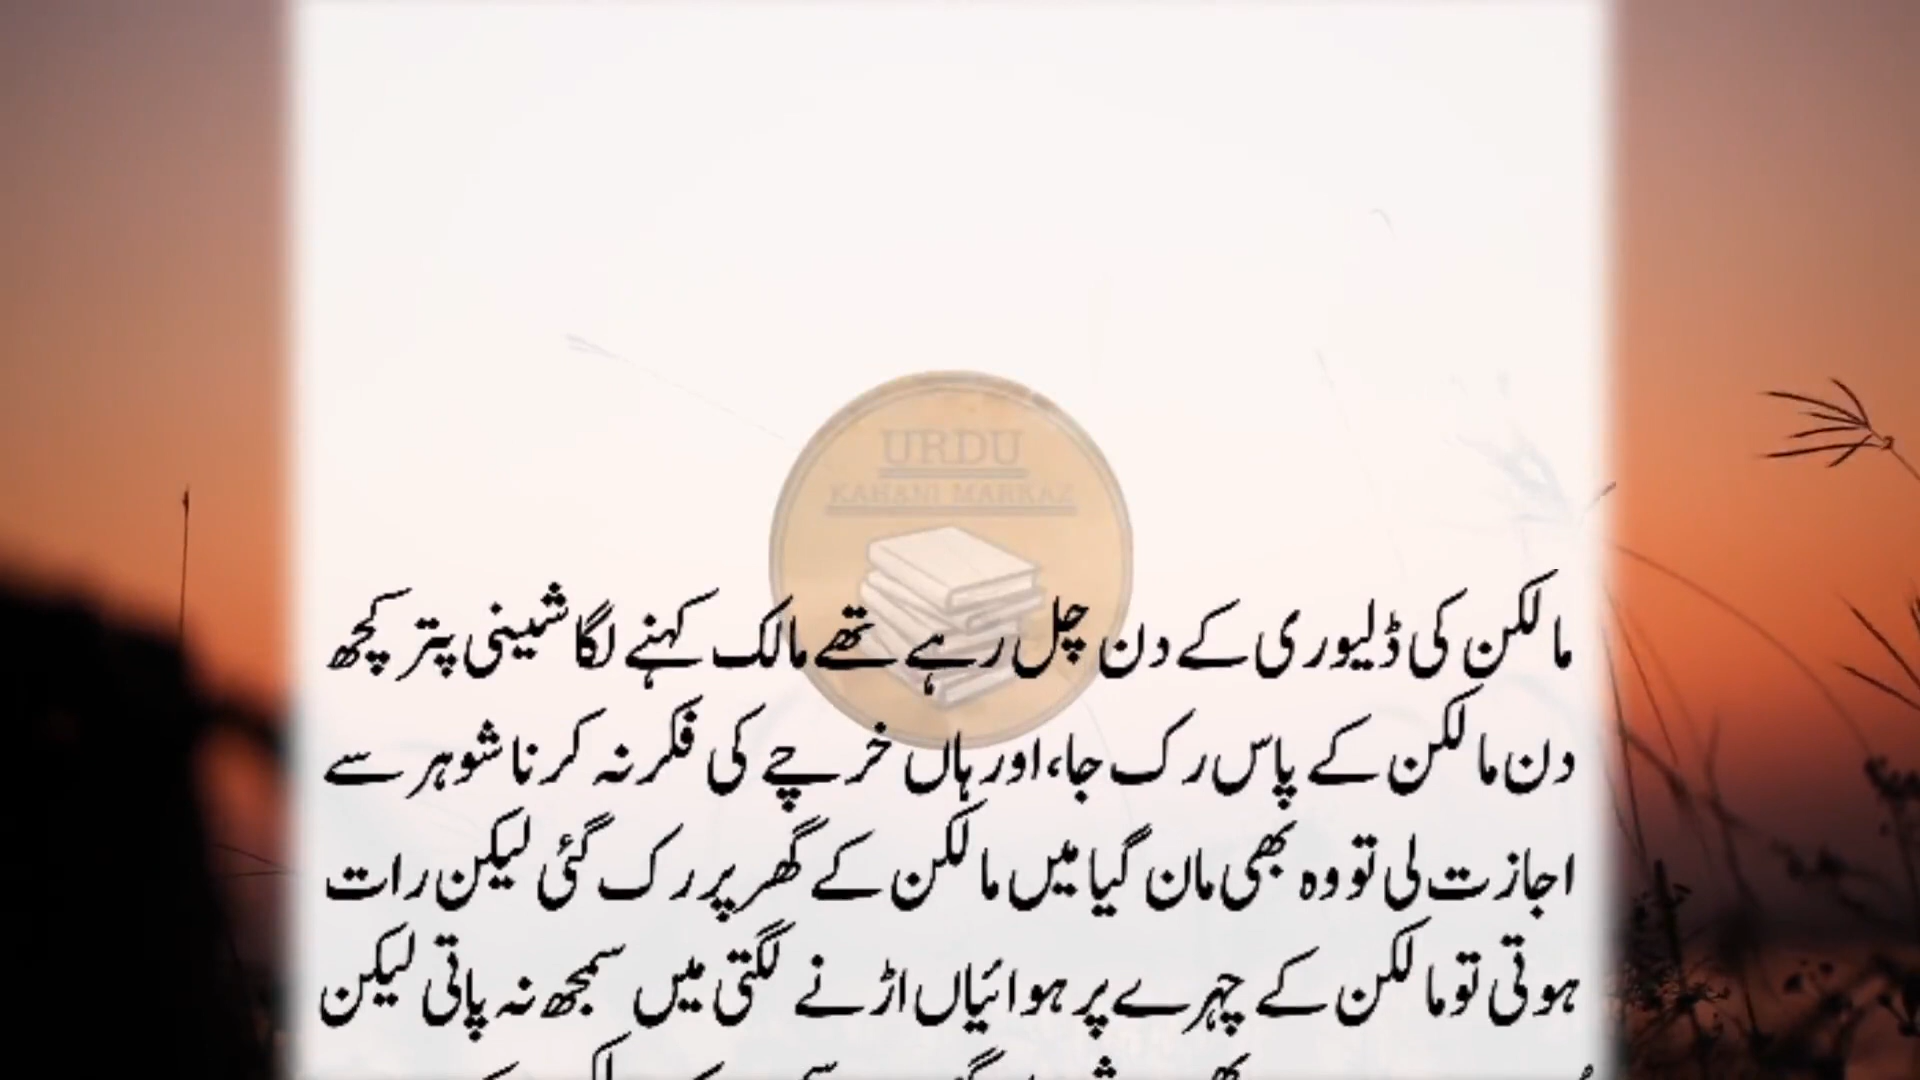 URDU
KAHANI MARKAZ
مالکن کی ڈلیوری کے دن چل رہے تھے مالک کہنے لگا شینی پتر کچھ
دن مالکن کے پاس رک جا، اور ہاں خرچے کی فکر نہ کرنا شوہر سے
اجازت لی تو وہ بھی مان گیا میں مالکن کے گھر پر رک گئی لیکن رات
ہوتی تو مالکن کے چہرے پر ہوائیاں اڑنے لگتی میں سمجھ نہ پاتی لیکن